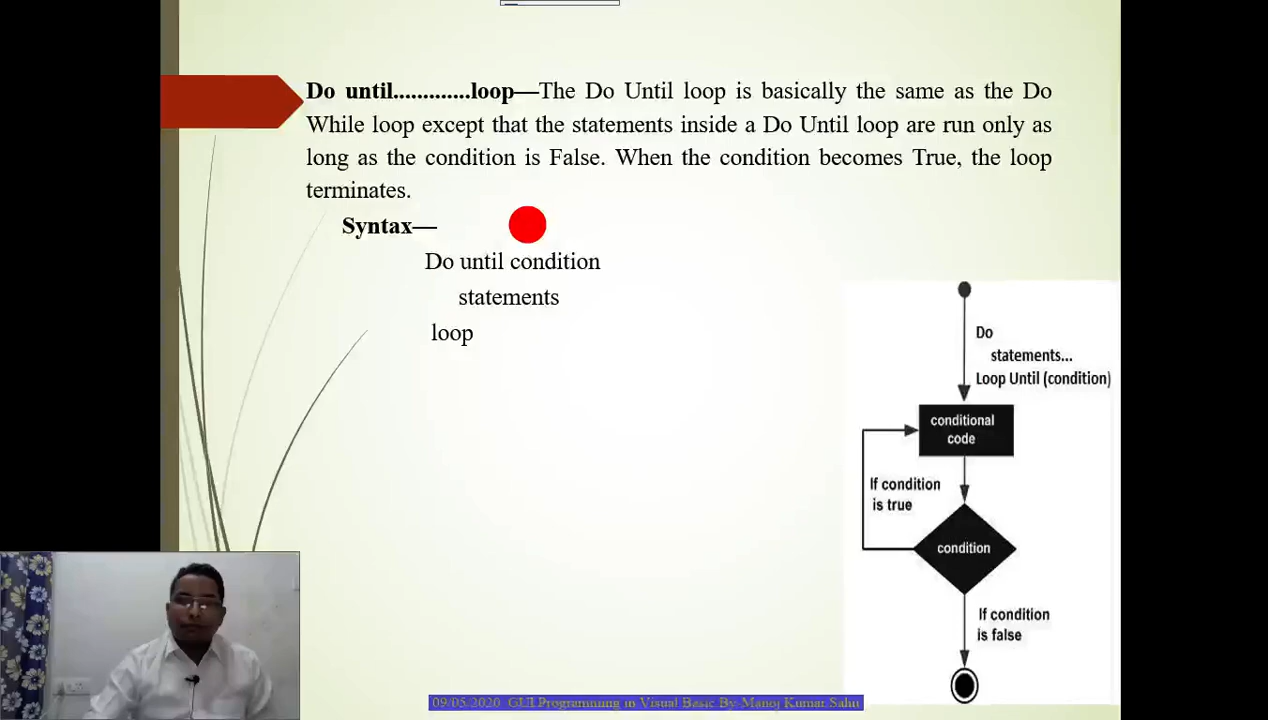 Do until.............loop—The Do Until loop is basically the same as the Do
While loop except that the statements inside a Do Until loop are run only as
long as the condition is False. When the condition becomes True, the loop
terminates.
Syntax—
Do until condition
statements
loop
Do
statements...
Loop Until (condition)
conditional
code
If condition
is true
condition
If condition
is false
09/05.2020 GUI Programming in Visual Basic By-Manoj Kumar Sahu